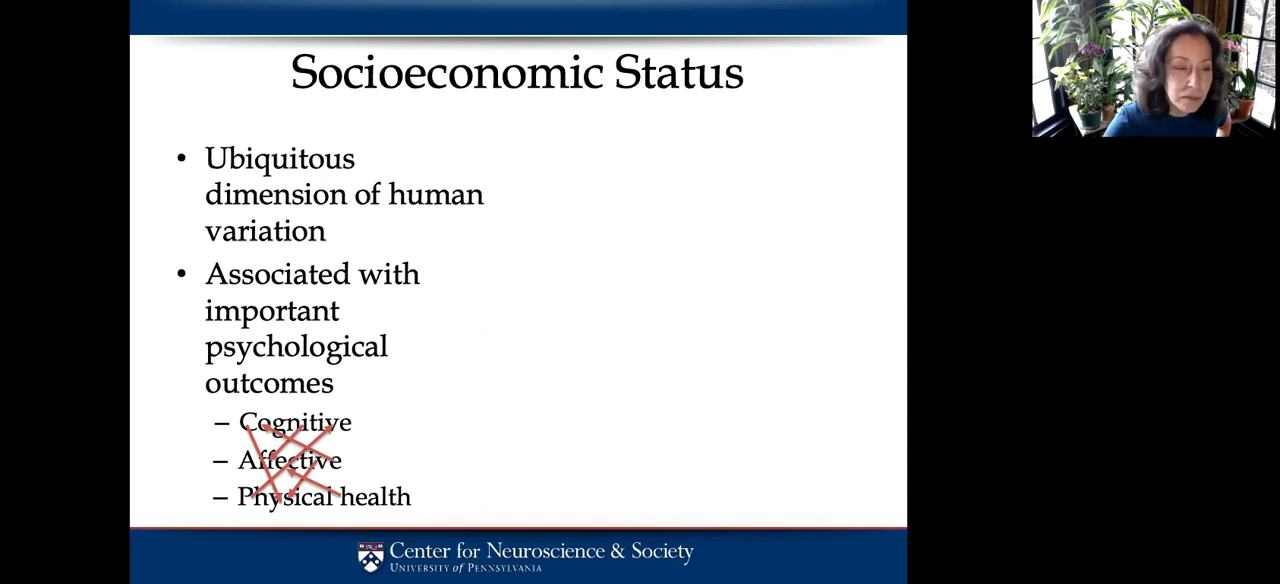 Socioeconomic Status
• Ubiquitous
dimension of human
variation
• Associated with
important
psychological
outcomes
– Cognitive
– Affective
– Physical health
Center for Neuroscience & Society
UNIVERSITY of PENNSYLVANIA